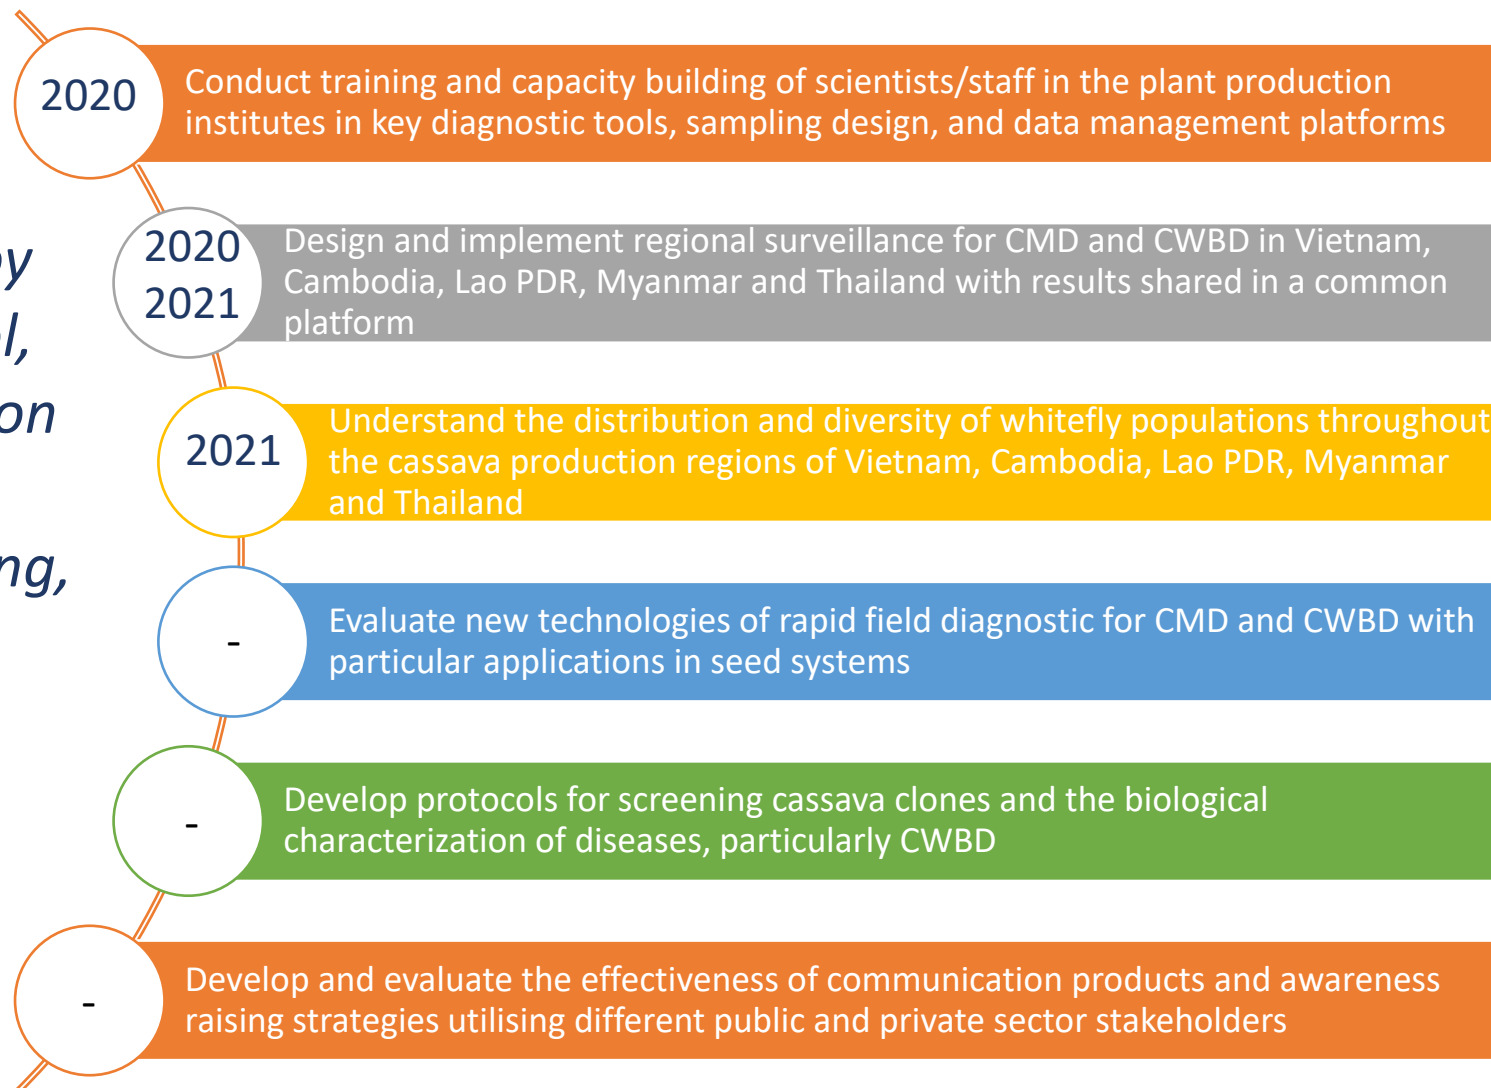 2020
Conduct training and capacity building of scientists/staff in the plant production
institutes in key diagnostic tools, sampling design, and data management platforms
2020
2021
Design and implement regional surveillance for CMD and CWBD in Vietnam,
Cambodia, Lao PDR, Myanmar and Thailand with results shared in a common
platform
2021
Understand the distribution and diversity of whitefly populations throughout
the cassava production regions of Vietnam, Cambodia, Lao PDR, Myanmar
and Thailand
-
Evaluate new technologies of rapid field diagnostic for CMD and CWBD with
particular applications in seed systems
-
Develop protocols for screening cassava clones and the biological
characterization of diseases, particularly CWBD
-
Develop and evaluate the effectiveness of communication products and awareness
raising strategies utilising different public and private sector stakeholders